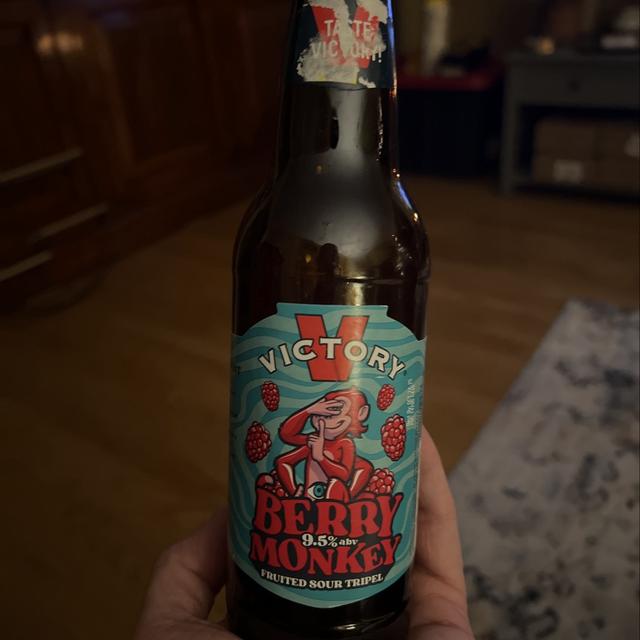 TASTE
VICTORY!
V
VICTORY
BERRY
9.5% abv
MONKEY
FRUITED SOUR TRIPEL